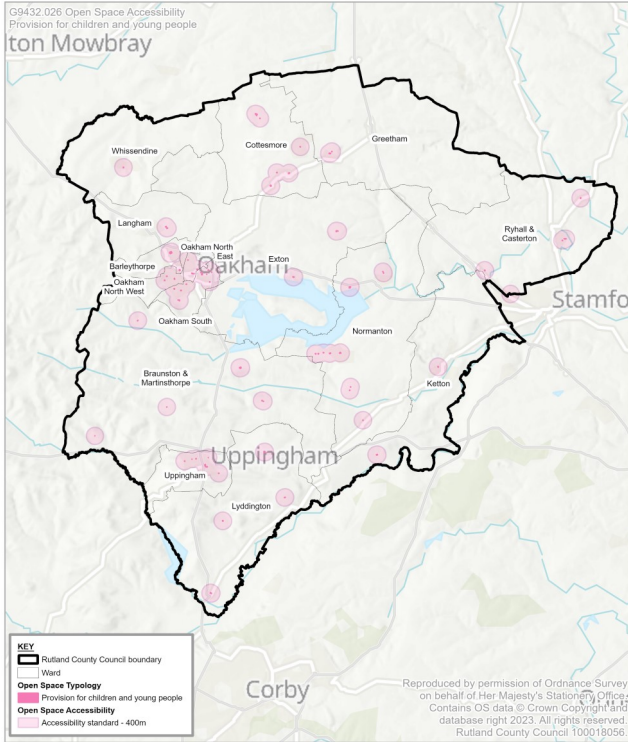 G9432.026 Open Space Accessibility
Provision for children and young people
lton Mowbray
Whissendine
Cottesmore
Greetham
Langham
Oakham North
East
Barleythorpe
Oakham
Exton
Oakham
North West
Ryhall &
Casterton
Stamfo
Oakham South
Normanton
Braunston &
Martinsthorpe
Ketton
Uppingham
Uppingham
Lyddington
Corby
KEY
Rutland County Council boundary
Ward
Open Space Typology
Provision for children and young people
Open Space Accessibility
Accessibility standard - 400m
Reproduced by permission of Ordnance Survey
on behalf of Her Majesty's Stationery Office.
Contains OS data © Crown Copyright and
database right 2023. All rights reserved.
Rutland County Council 100018056.